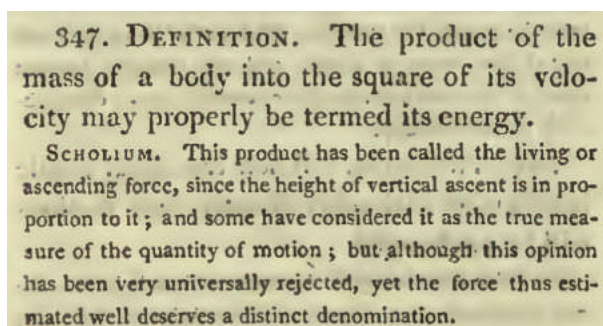 347. DEFINITION. The product of the
mass of a body into the square of its velo-
city may properly be termed its energy.
SCHOLIUM. This product has been called the living or
ascending force, since the height of vertical ascent is in pro-
portion to it; and some have considered it as the true mea-
sure of the quantity of motion; but although this opinion
has been very universally rejected, yet the force thus esti-
mated well deserves a distinct denomination.